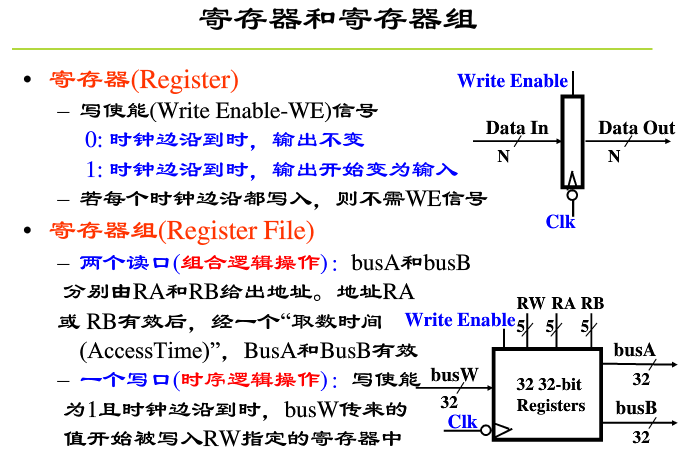 寄存器和寄存器组
• 寄存器(Register)
– 写使能(Write Enable-WE)信号
0: 时钟边沿到时，输出不变
1: 时钟边沿到时，输出开始变为输入
– 若每个时钟边沿都写入，则不需WE信号
Write Enable
Data In
Data Out
N
N
Clk
• 寄存器组(Register File)
– 两个读口(组合逻辑操作)：busA和busB
分别由RA和RB给出地址。地址RA
或 RB有效后，经一个“取数时间
(AccessTime)”，BusA和BusB有效
– 一个写口(时序逻辑操作)：写使能
为1且时钟边沿到时，busW传来的
值开始被写入RW指定的寄存器中
RW RA RB
Write Enable
5
5
5
busA
busW
32 32-bit
Registers
32
32
busB
Clk
32